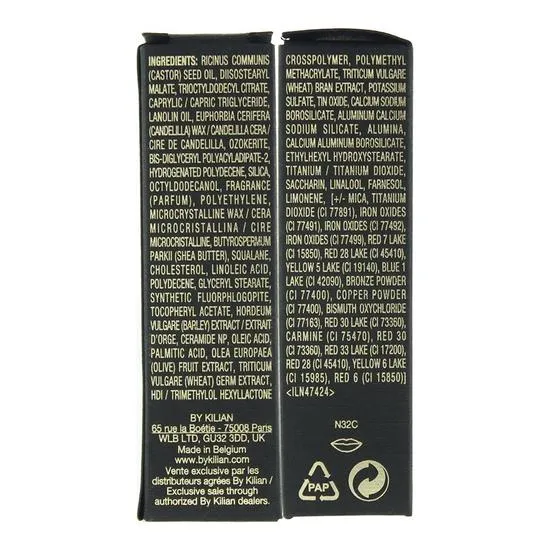 INGREDIENTS: RICINUS COMMUNIS
(CASTOR) SEED OIL, DIISOSTEARYL
MALATE, TRIOCTYLDODECYL CITRATE,
CAPRYLIC / CAPRIC TRIGLYCERIDE,
LANOLIN OIL, EUPHORBIA CERIFERA
(CANDELILLA) WAX / CANDELILLA CERA /
CIRE DE CANDELILLA, OZOKERITE,
BIS-DIGLYCERYL POLYACYLADIPATE-2,
HYDROGENATED POLYDECENE, SILICA,
OCTYLDODECANOL, FRAGRANCE
(PARFUM), POLYETHYLENE,
MICROCRYSTALLINE WAX / CERA
MICROCRISTALLINA / CIRE
MICROCRISTALLINE, BUTYROSPERMUM
PARKII (SHEA BUTTER), SQUALANE,
CHOLESTEROL, LINOLEIC ACID,
POLYDECENE, GLYCERYL STEARATE,
SYNTHETIC FLUORPHLOGOPITE,
TOCOPHERYL ACETATE, HORDEUM
VULGARE (BARLEY) EXTRACT / EXTRAIT
D'ORGE, CERAMIDE NP, OLEIC ACID,
PALMITIC ACID, OLEA EUROPAEA
(OLIVE) FRUIT EXTRACT, TRITICUM
VULGARE (WHEAT) GERM EXTRACT,
HDI / TRIMETHYLOL HEXYLLACTONE
BY KILIAN
65 rue la Boétie - 75008 Paris
WLB LTD, GU32 3DD, UK
Made in Belgium
www.bykilian.com
Vente exclusive par les
distributeurs agréés By Kilian /
Exclusive sale through
authorized By Kilian dealers.
CROSSPOLYMER, POLYMETHYL
METHACRYLATE, TRITICUM VULGARE
(WHEAT) BRAN EXTRACT, POTASSIUM
SULFATE, TIN OXIDE, CALCIUM SODIUM
BOROSILICATE, ALUMINUM CALCIUM
SODIUM SILICATE, ALUMINA,
CALCIUM ALUMINUM BOROSILICATE,
ETHYLHEXYL HYDROXYSTEARATE,
TITANIUM / TITANIUM DIOXIDE,
SACCHARIN, LINALOOL, FARNESOL,
LIMONENE, [+/- MICA, TITANIUM
DIOXIDE (CI 77891), IRON OXIDES
(CI 77491), IRON OXIDES (CI 77492),
IRON OXIDES (CI 77499), RED 7 LAKE
(CI 15850), RED 28 LAKE (CI 45410),
YELLOW 5 LAKE (CI 19140), BLUE 1
LAKE (CI 42090), BRONZE POWDER
(CI 77400), COPPER POWDER
(CI 77400), BISMUTH OXYCHLORIDE
(CI 77163), RED 30 LAKE (CI 73360),
CARMINE (CI 75470), RED 30
(CI 73360), RED 33 LAKE (CI 17200),
RED 28 (CI 45410), YELLOW 6 LAKE
(CI 15985), RED 6 (CI 15850)]
<ILN47424>
N32C
PAP